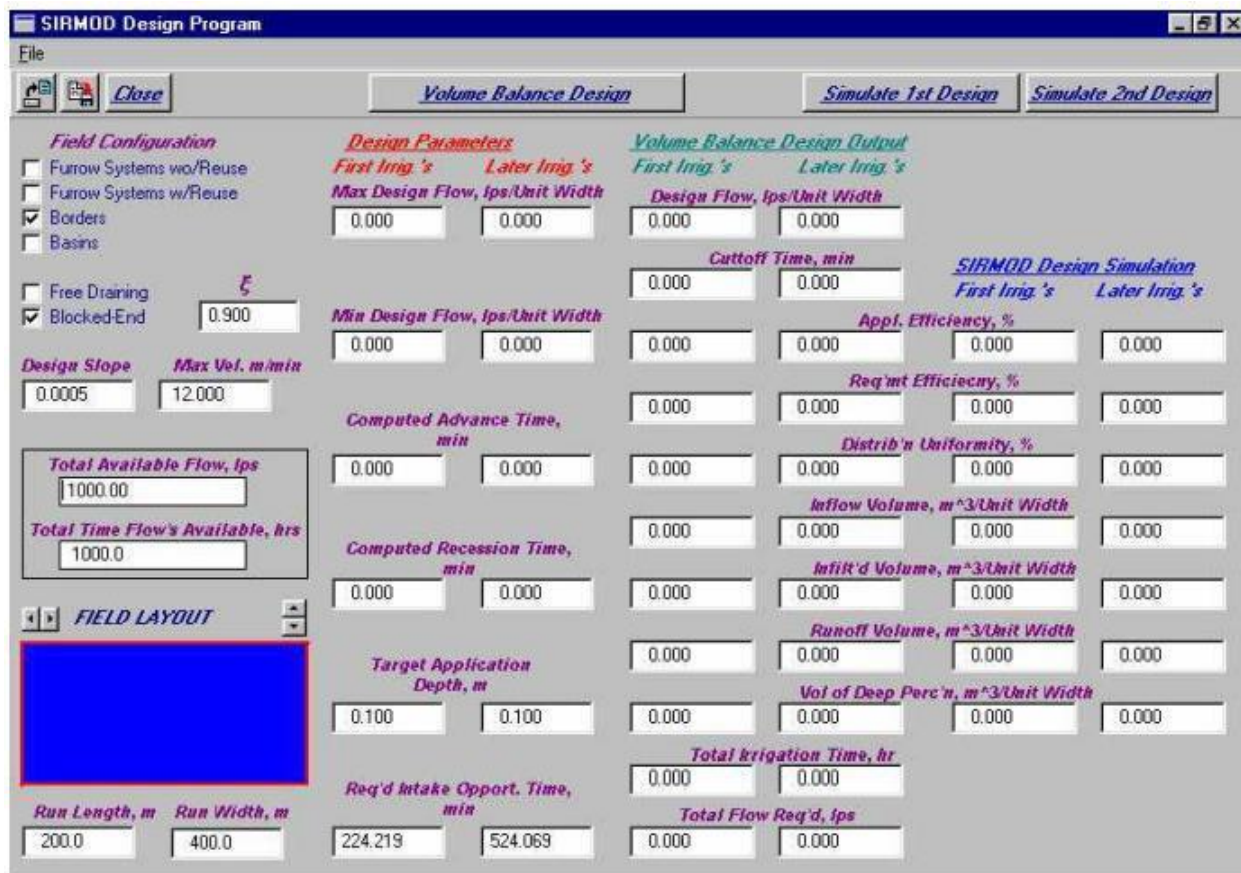 SIRMOD Design Program
File
Close
Volume Balance Design
Simulate 1st Design
Simulate 2nd Design
Field Configuration
Furrow Systems wo/Reuse
Furrow Systems w/Reuse
Borders
Basins
Free Draining
Blocked-End
ξ
0.900
Design Slope Max Vel. m/min
0.0005 12.000
Total Available Flow, lps
1000.00
Total Time Flow's Available, hrs
1000.0
FIELD LAYOUT
Run Length, m Run Width, m
200.0 400.0
Design Parameters
First Irrig.'s Later Irrig.'s
Max Design Flow, lps/Unit Width
0.000 0.000
Min Design Flow, lps/Unit Width
0.000 0.000
Computed Advance Time,
min
0.000 0.000
Computed Recession Time,
min
0.000 0.000
Target Application
Depth, m
0.100 0.100
Req'd Intake Opport. Time,
min
224.219 524.069
Volume Balance Design Output
First Irrig.'s Later Irrig.'s
Design Flow, lps/Unit Width
0.000 0.000
Cuttoff Time, min
0.000 0.000
SIRMOD Design Simulation
First Irrig.'s Later Irrig.'s
Appl. Efficiency, %
0.000 0.000 0.000 0.000
Req'mt Efficiecny, %
0.000 0.000 0.000 0.000
Distrib'n Uniformity, %
0.000 0.000 0.000 0.000
Inflow Volume, m^3/Unit Width
0.000 0.000 0.000 0.000
Infilt'd Volume, m^3/Unit Width
0.000 0.000 0.000 0.000
Runoff Volume, m^3/Unit Width
0.000 0.000 0.000 0.000
Vol of Deep Perc'n, m^3/Unit Width
0.000 0.000 0.000 0.000
Total Irrigation Time, hr
0.000 0.000
Total Flow Req'd, lps
0.000 0.000